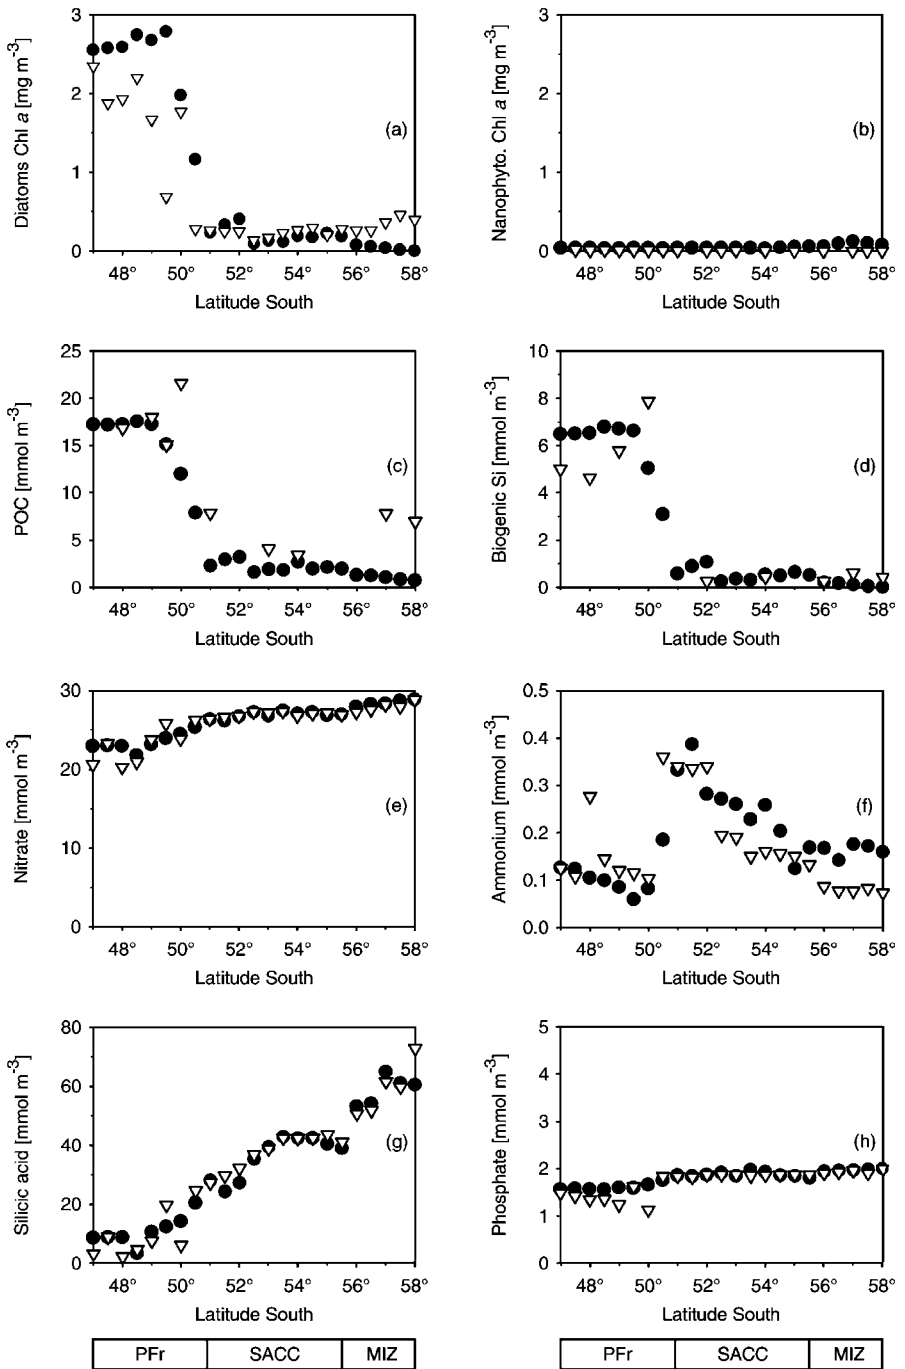 3
2
1
0
Diatoms Chl a [mg m-3]
(a)
48° 50° 52° 54° 56° 58°
Latitude South
3
2
1
0
Nanophyto. Chl a [mg m-3]
(b)
48° 50° 52° 54° 56° 58°
Latitude South
25
20
15
10
5
0
POC [mmol m-3]
(c)
48° 50° 52° 54° 56° 58°
Latitude South
10
8
6
4
2
0
Biogenic Si [mmol m-3]
(d)
48° 50° 52° 54° 56° 58°
Latitude South
30
20
10
0
Nitrate [mmol m-3]
(e)
48° 50° 52° 54° 56° 58°
Latitude South
0.5
0.4
0.3
0.2
0.1
0.0
Ammonium [mmol m-3]
(f)
48° 50° 52° 54° 56° 58°
Latitude South
80
60
40
20
0
Silicic acid [mmol m-3]
(g)
48° 50° 52° 54° 56° 58°
Latitude South
5
4
3
2
1
0
Phosphate [mmol m-3]
(h)
48° 50° 52° 54° 56° 58°
Latitude South
PFr SACC MIZ
PFr SACC MIZ